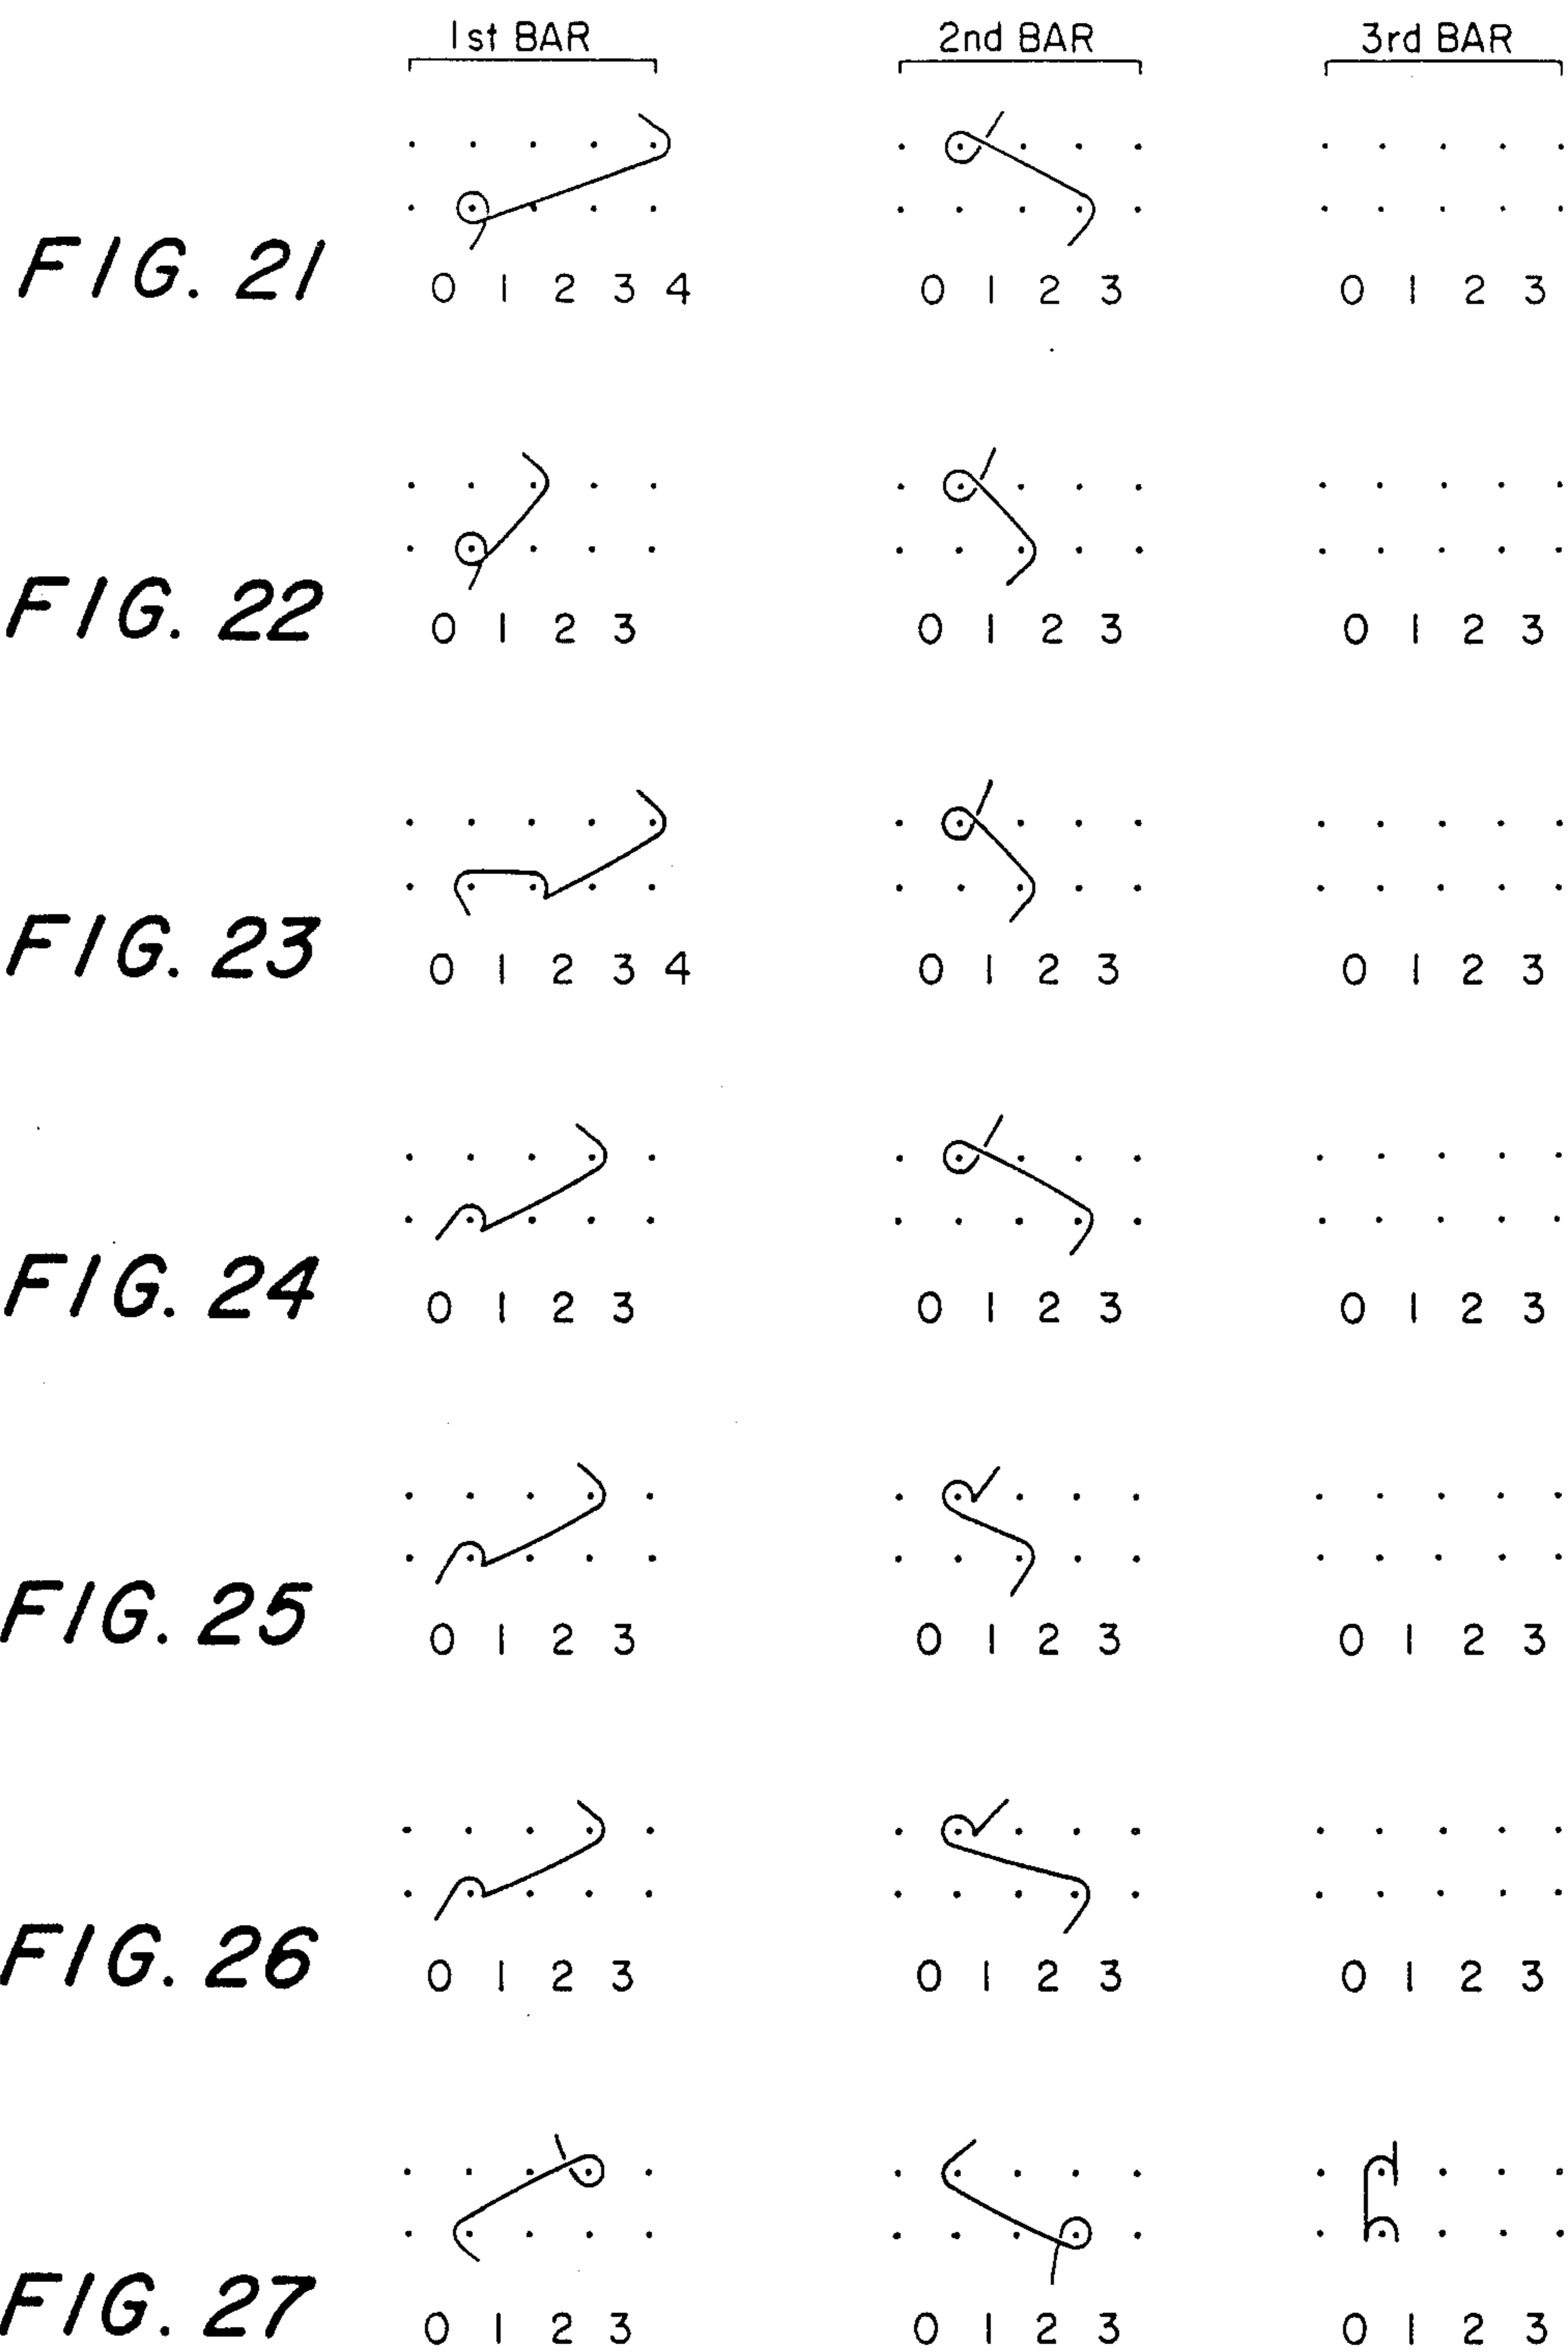 1st BAR 2nd BAR 3rd BAR
FIG. 21 0 1 2 3 4 0 1 2 3 0 1 2 3
FIG. 22 0 1 2 3 0 1 2 3 0 1 2 3
FIG. 23 0 1 2 3 4 0 1 2 3 0 1 2 3
FIG. 24 0 1 2 3 0 1 2 3 0 1 2 3
FIG. 25 0 1 2 3 0 1 2 3 0 1 2 3
FIG. 26 0 1 2 3 0 1 2 3 0 1 2 3
FIG. 27 0 1 2 3 0 1 2 3 0 1 2 3